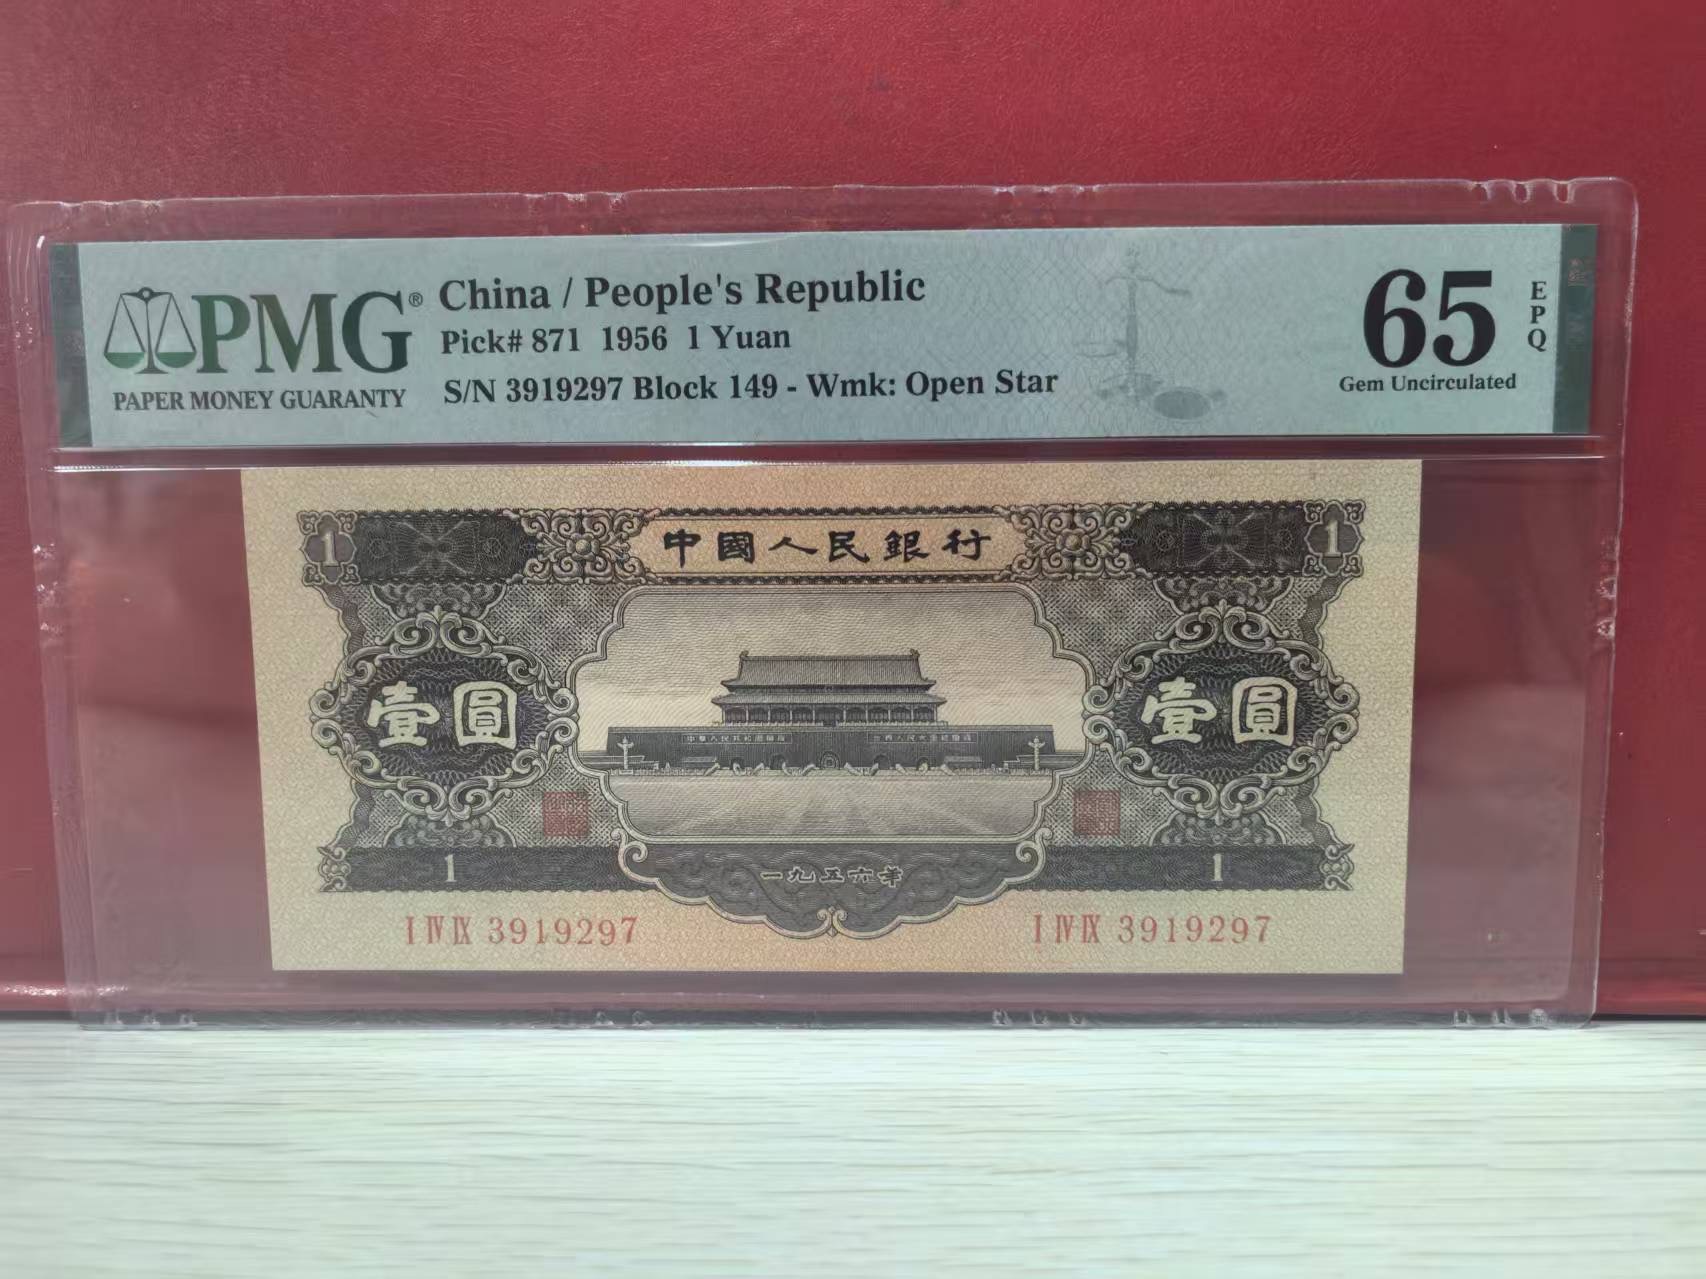 PMG®
PAPER MONEY GUARANTY
China / People's Republic
Pick# 871 1956 1 Yuan
S/N 3919297 Block 149 - Wmk: Open Star
65
EPQ
Gem Uncirculated
1 中國人民銀行 1
壹圓 壹圓
1 1
一九五六年
I IV IX 3919297 I IV IX 3919297